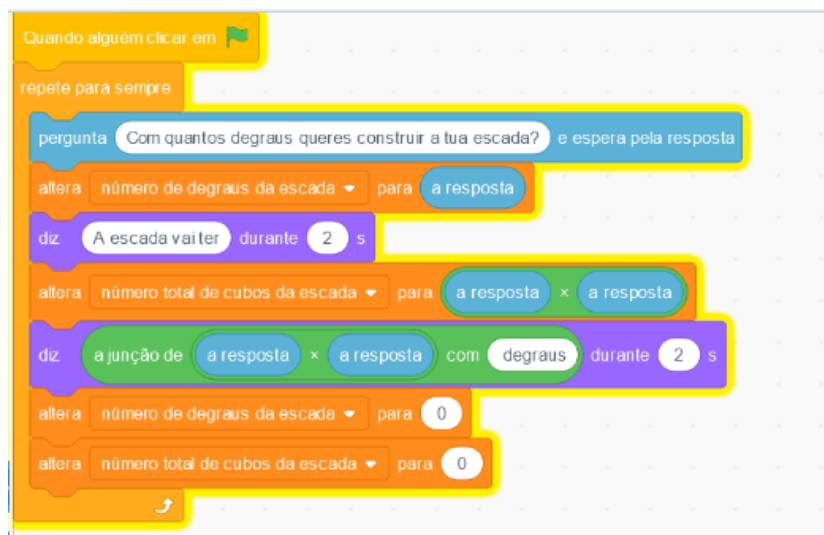 Quando alguém clicar em
repete para sempre
pergunta Com quantos degraus queres construir a tua escada? e espera pela resposta
altera número de degraus da escada para a resposta
diz A escada vai ter durante 2 s
altera número total de cubos da escada para a resposta × a resposta
diz a junção de a resposta × a resposta com degraus durante 2 s
altera número de degraus da escada para 0
altera número total de cubos da escada para 0